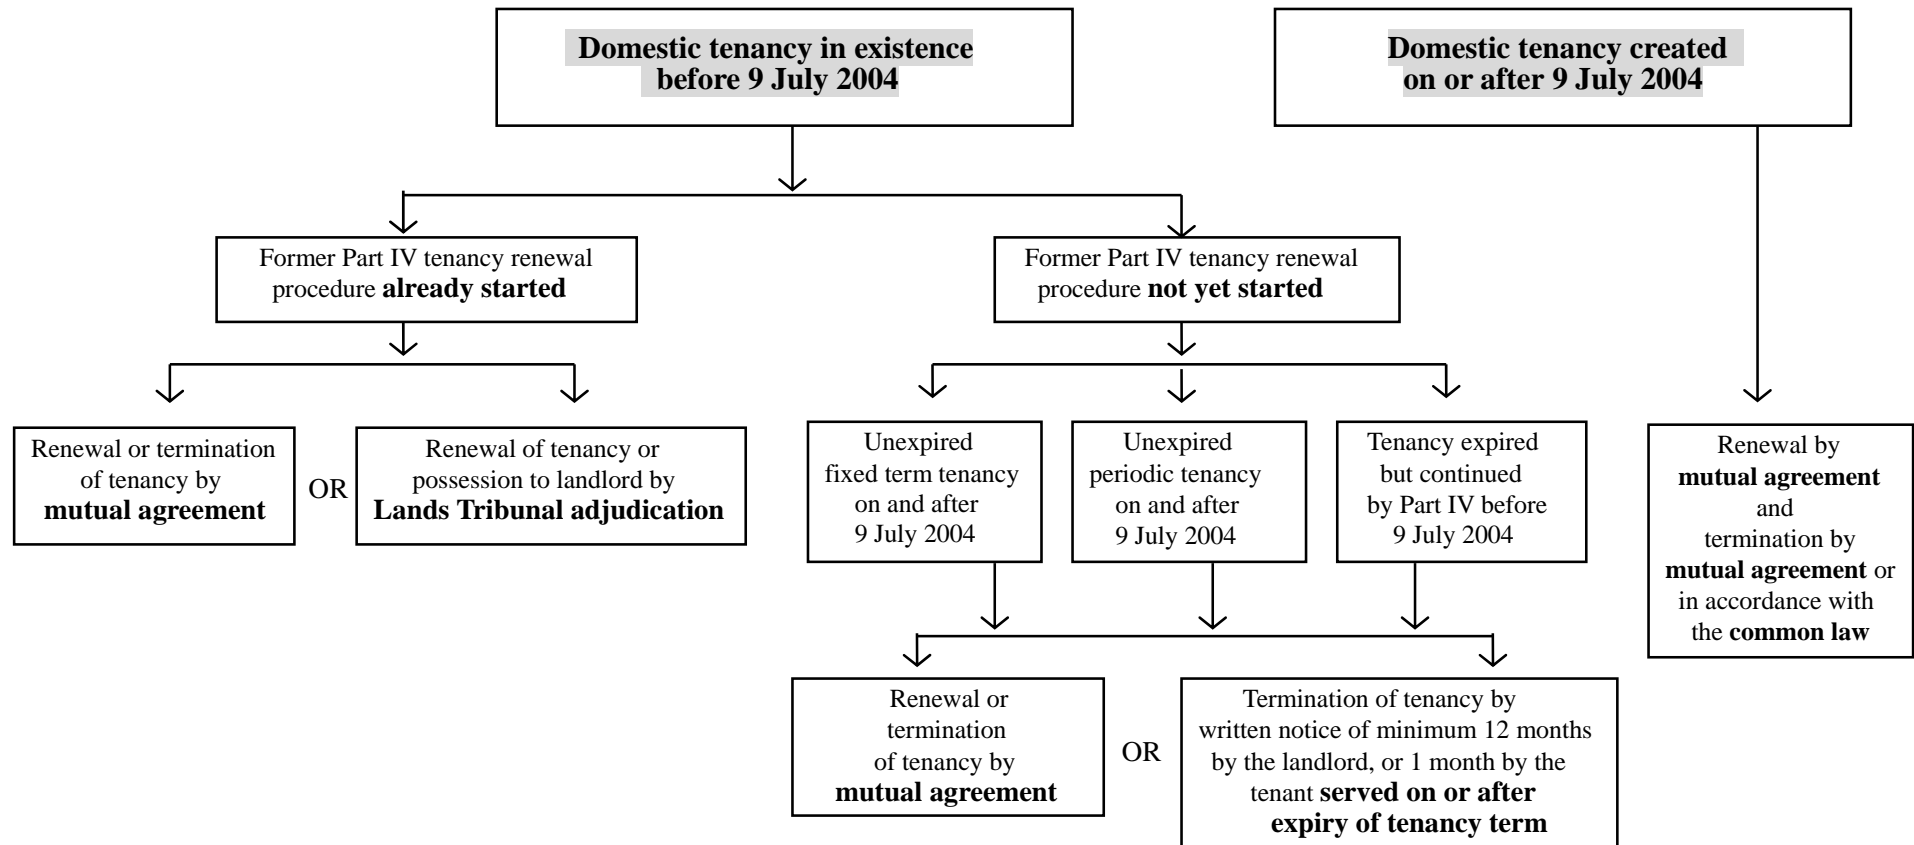 Domestic tenancy in existence
before 9 July 2004
Domestic tenancy created
on or after 9 July 2004
Former Part IV tenancy renewal
procedure already started
Former Part IV tenancy renewal
procedure not yet started
Renewal or termination
of tenancy by
mutual agreement
OR
Renewal of tenancy or
possession to landlord by
Lands Tribunal adjudication
Unexpired
fixed term tenancy
on and after
9 July 2004
Unexpired
periodic tenancy
on and after
9 July 2004
Tenancy expired
but continued
by Part IV before
9 July 2004
Renewal by
mutual agreement
and
termination by
mutual agreement or
in accordance with
the common law
Renewal or
termination
of tenancy by
mutual agreement
OR
Termination of tenancy by
written notice of minimum 12 months
by the landlord, or 1 month by the
tenant served on or after
expiry of tenancy term